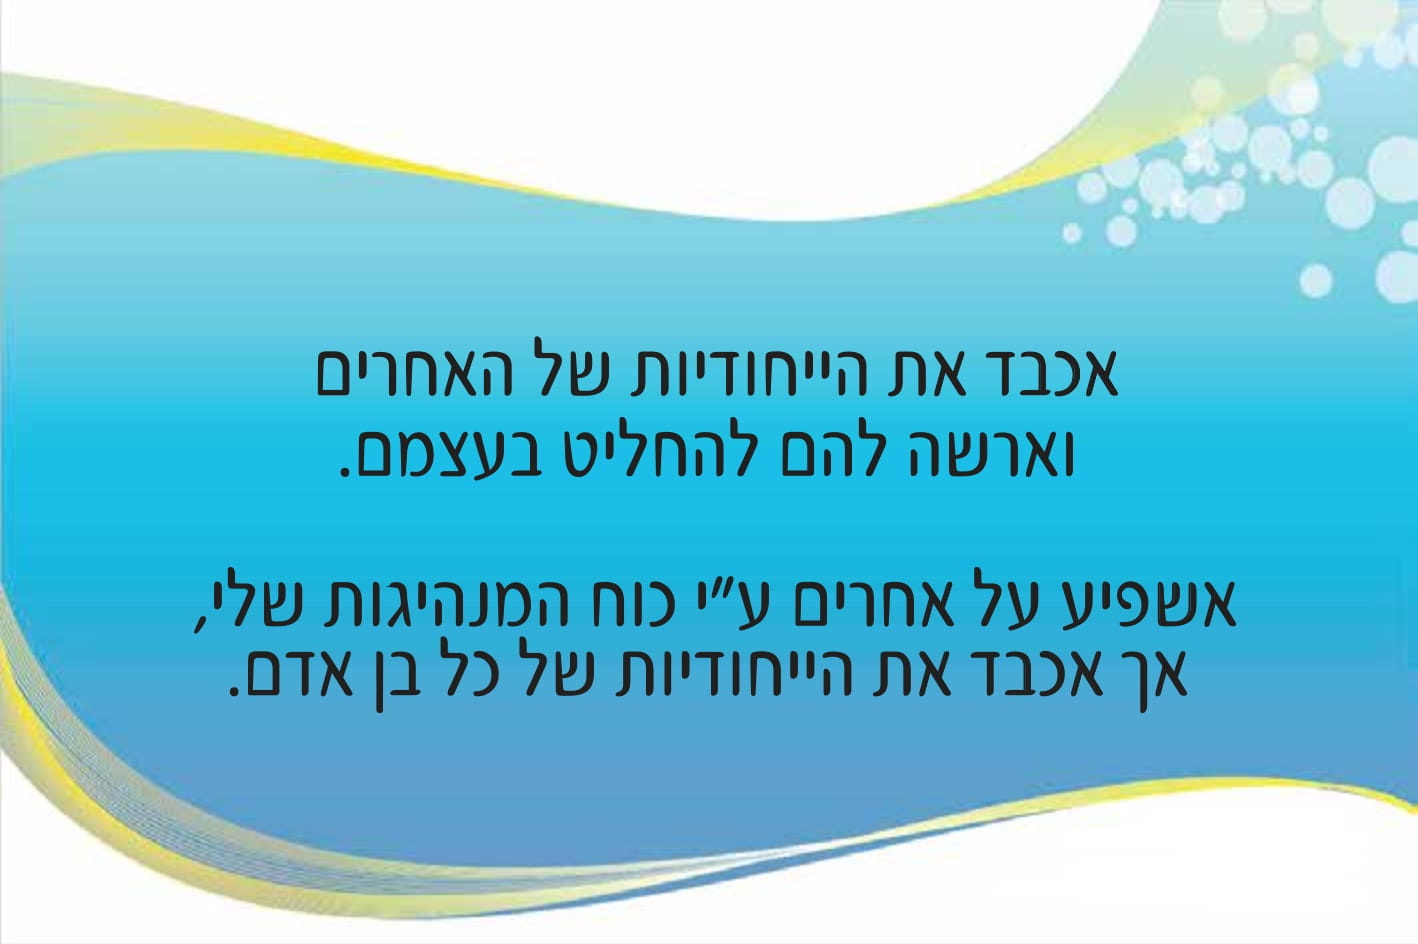 אכבד את הייחודיות של האחרים
וארשה להם להחליט בעצמם.
אשפיע על אחרים ע"י כוח המנהיגות שלי,
אך אכבד את הייחודיות של כל בן אדם.